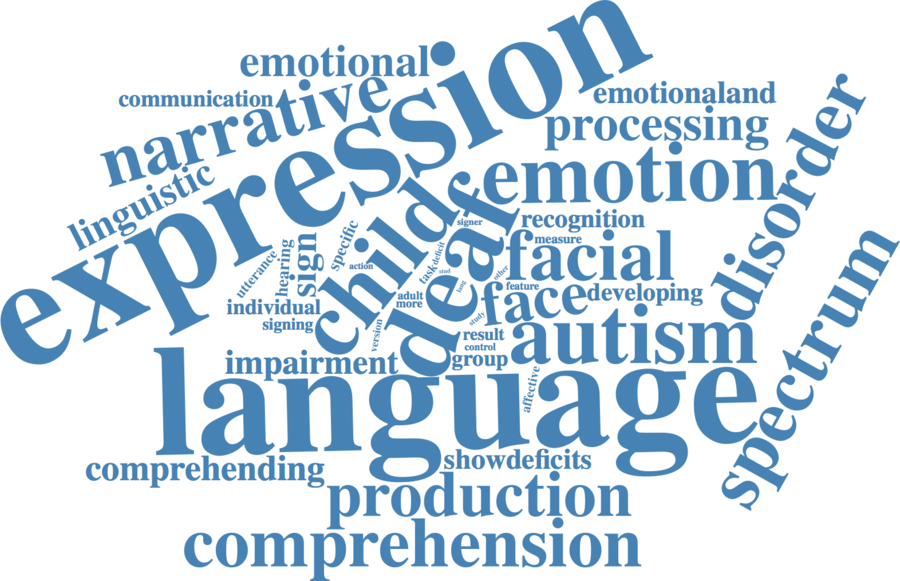 emotional
expression
communication
narrative
emotionaland
processing
disorder
linguistic
emotion
child
deaf
signer
recognition
measure
specific
sign
hearing
utterance
action
task
deficit
facial
other
feature
face
developing
spectrum
individual
adult
more
signing
study
version
result
control
autism
impairment
group
affective
language
comprehending
showdeficits
production
comprehension